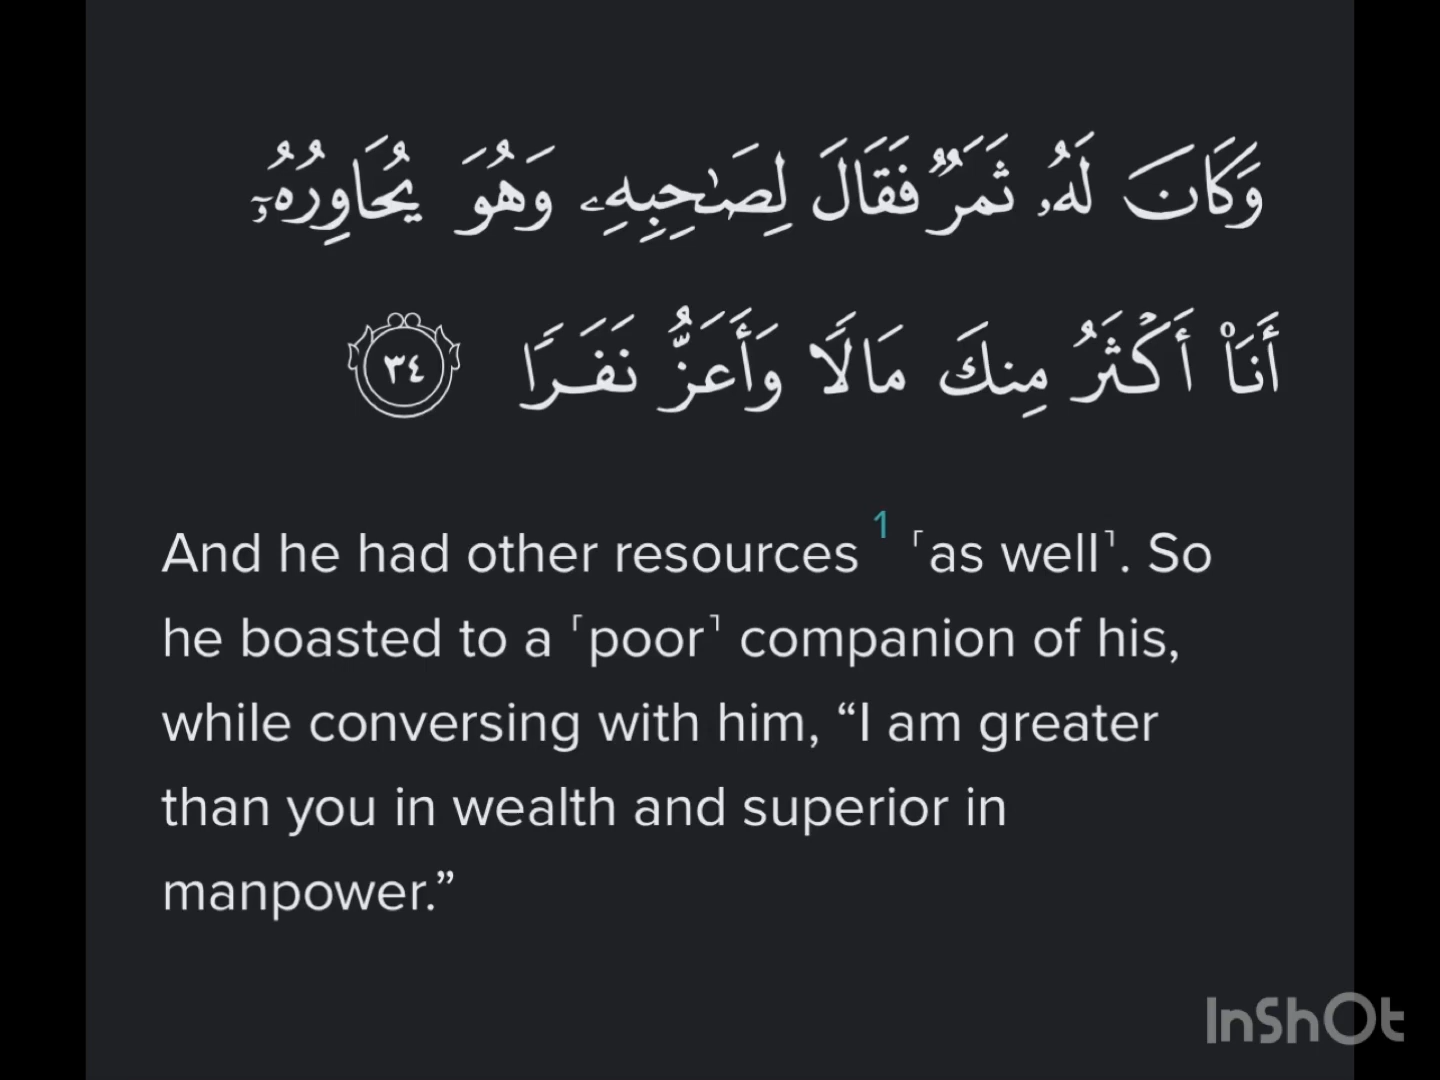 وَكَانَ لَهُۥ ثَمَرٌۭ فَقَالَ لِصَـٰحِبِهِۦ وَهُوَ يُحَاوِرُهُۥٓ
أَنَا۠ أَكْثَرُ مِنكَ مَالًۭا وَأَعَزُّ نَفَرًۭا ٣٤
And he had other resources 1 ⸢as well⸣. So
he boasted to a ⸢poor⸣ companion of his,
while conversing with him, “I am greater
than you in wealth and superior in
manpower.”
InShOt